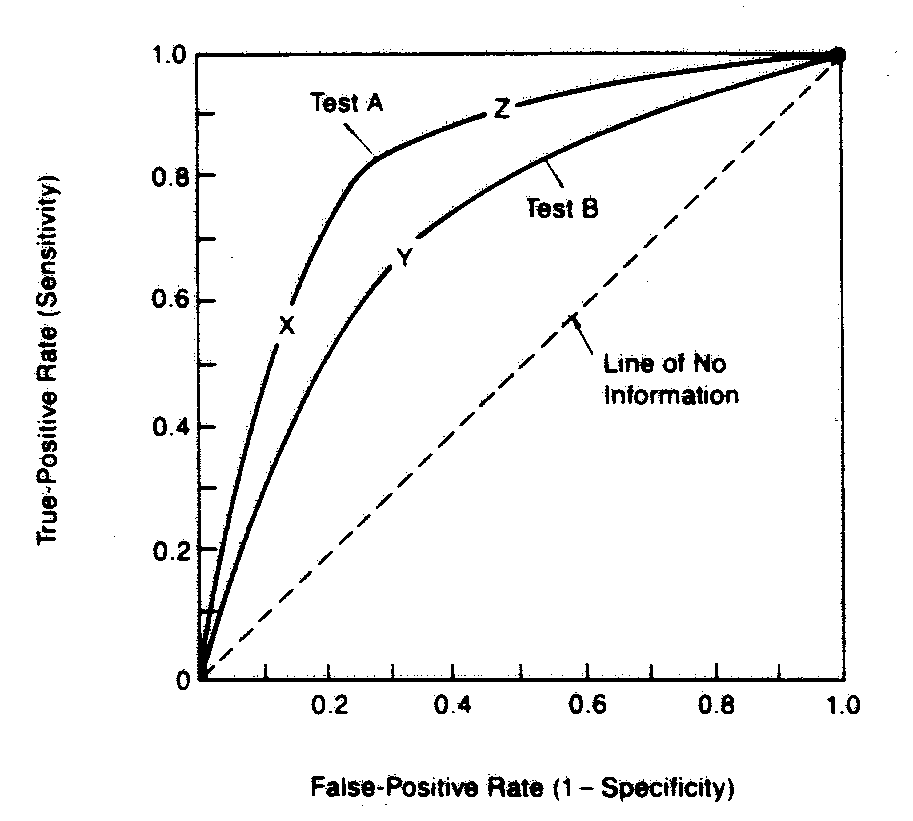 1.0
Test A
Z
0.8
Test B
Y
0.6
X
Line of No
Information
0.4
0.2
0
0.2 0.4 0.6 0.8 1.0
True-Positive Rate (Sensitivity)
False-Positive Rate (1 – Specificity)